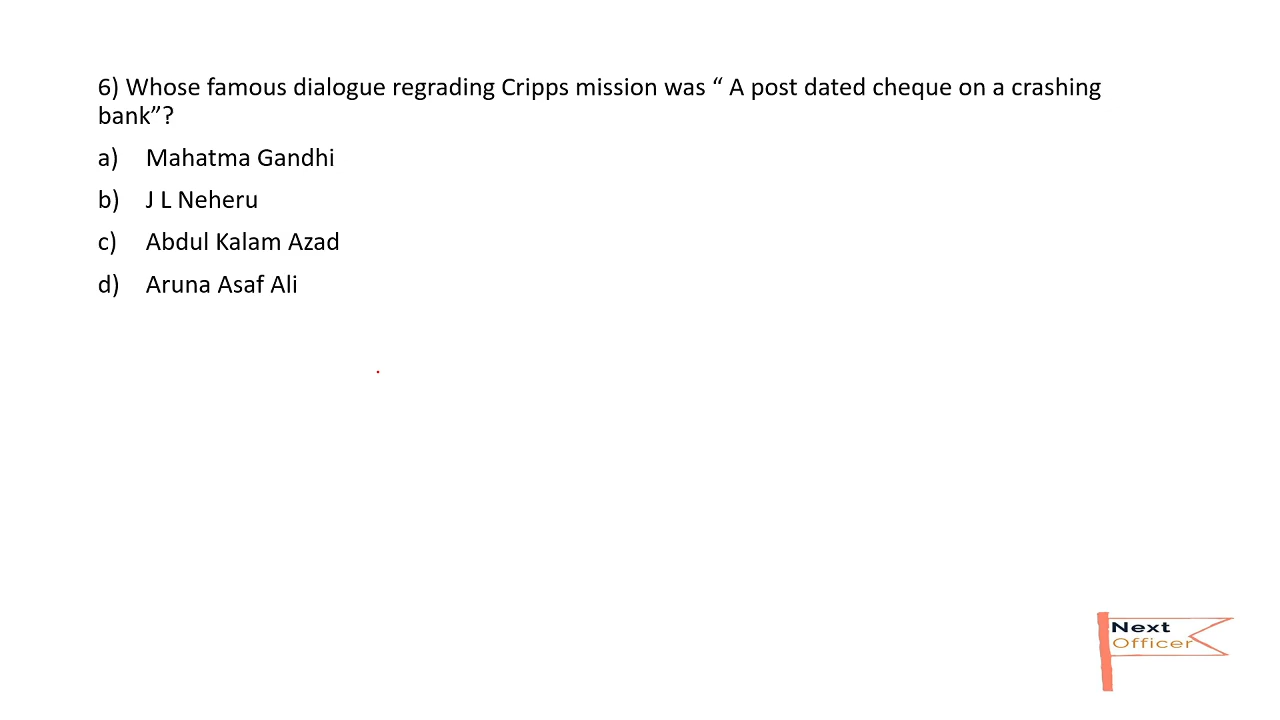 6) Whose famous dialogue regrading Cripps mission was “ A post dated cheque on a crashing
bank”?
a) Mahatma Gandhi
b) J L Neheru
c) Abdul Kalam Azad
d) Aruna Asaf Ali
Next
Officer